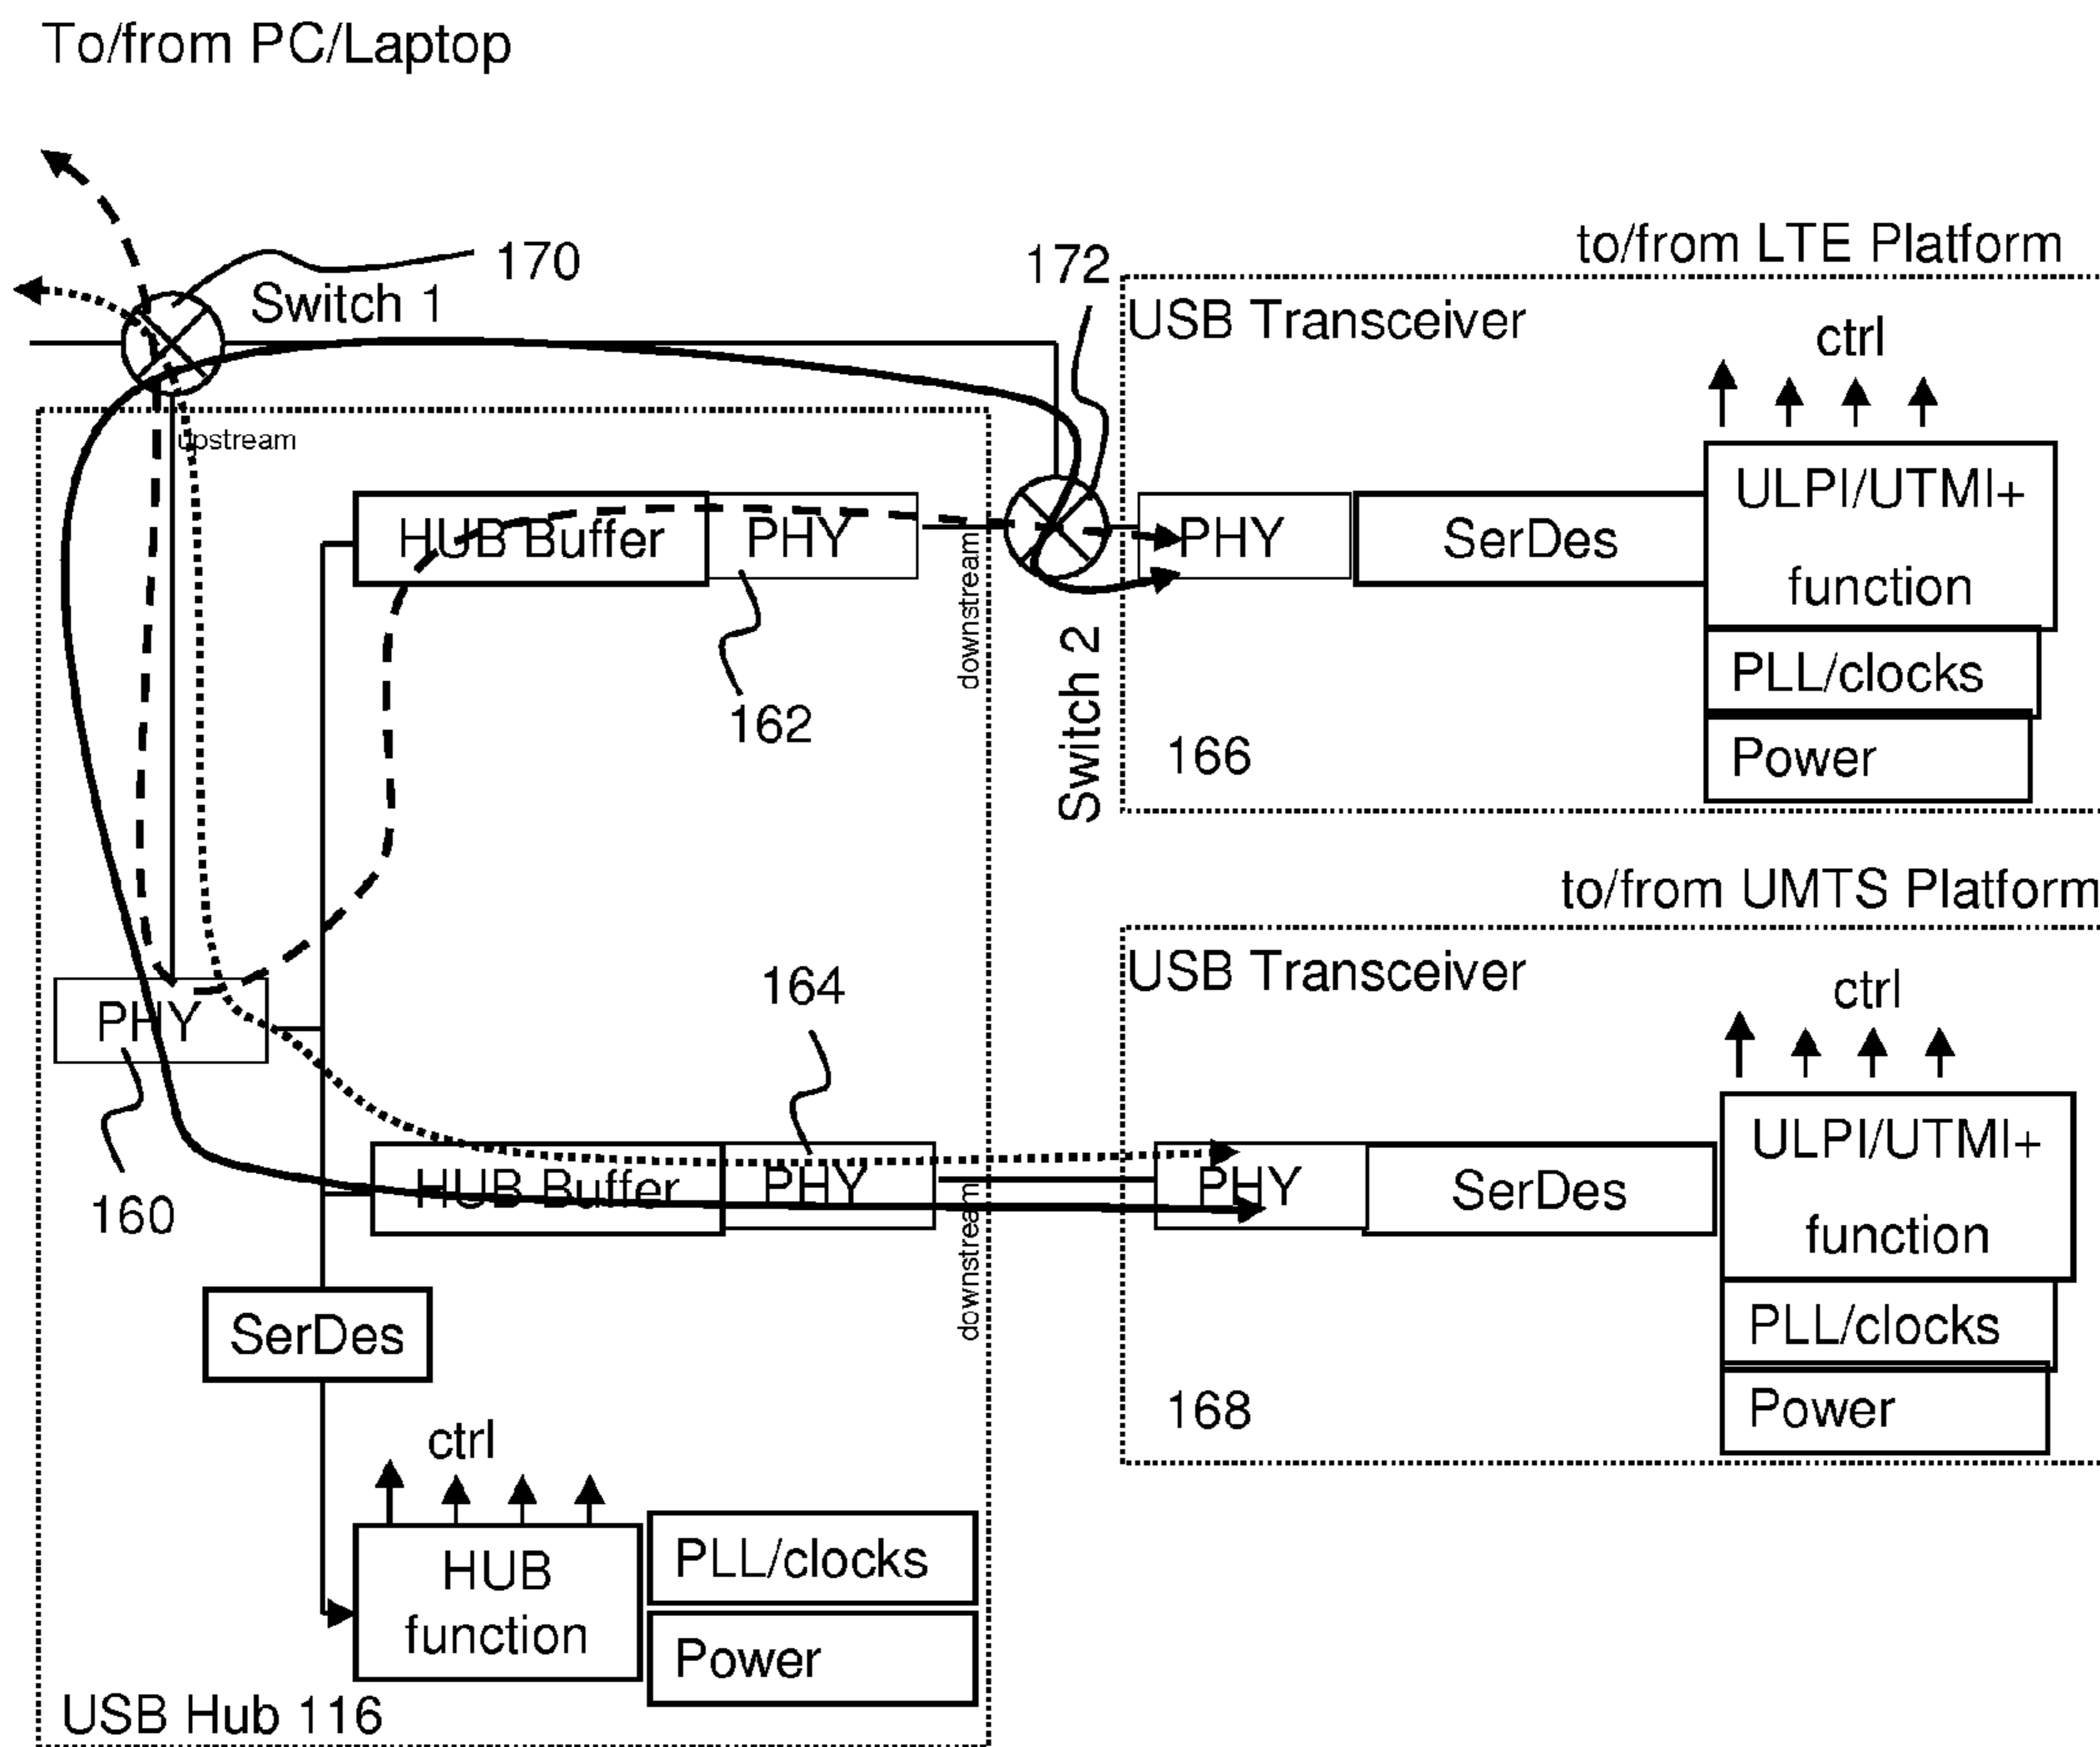 To/from PC/Laptop
170
Switch 1
172
to/from LTE Platform
USB Transceiver
ctrl
upstream
HUB Buffer
PHY
downstream
Switch 2
PHY
SerDes
ULPI/UTMI+
function
PLL/clocks
Power
162
166
to/from UMTS Platform
USB Transceiver
ctrl
PHY
164
160
HUB Buffer
PHY
downstream
PHY
SerDes
ULPI/UTMI+
function
PLL/clocks
Power
168
SerDes
ctrl
HUB
function
PLL/clocks
Power
USB Hub 116